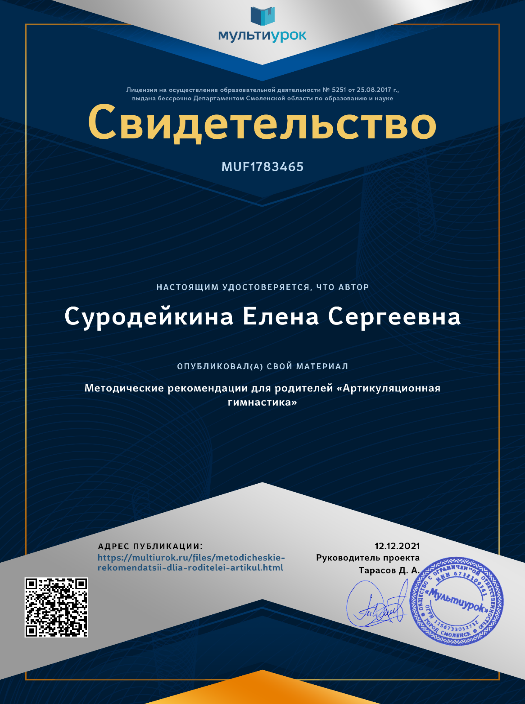 мультиурок
Лицензия на осуществление образовательной деятельности № 5251 от 25.08.2017 г.,
выдана бессрочно Департаментом Смоленской области по образованию и науке
Свидетельство
MUF1783465
НАСТОЯЩИМ УДОСТОВЕРЯЕТСЯ, ЧТО АВТОР
Суродейкина Елена Сергеевна
ОПУБЛИКОВАЛ(А) СВОЙ МАТЕРИАЛ
Методические рекомендации для родителей «Артикуляционная
гимнастика»
АДРЕС ПУБЛИКАЦИИ:
https://multiurok.ru/files/metodicheskie-
rekomendatsii-dlia-roditelei-artikul.html
12.12.2021
Руководитель проекта
Тарасов Д. А.
«Мультиурок»